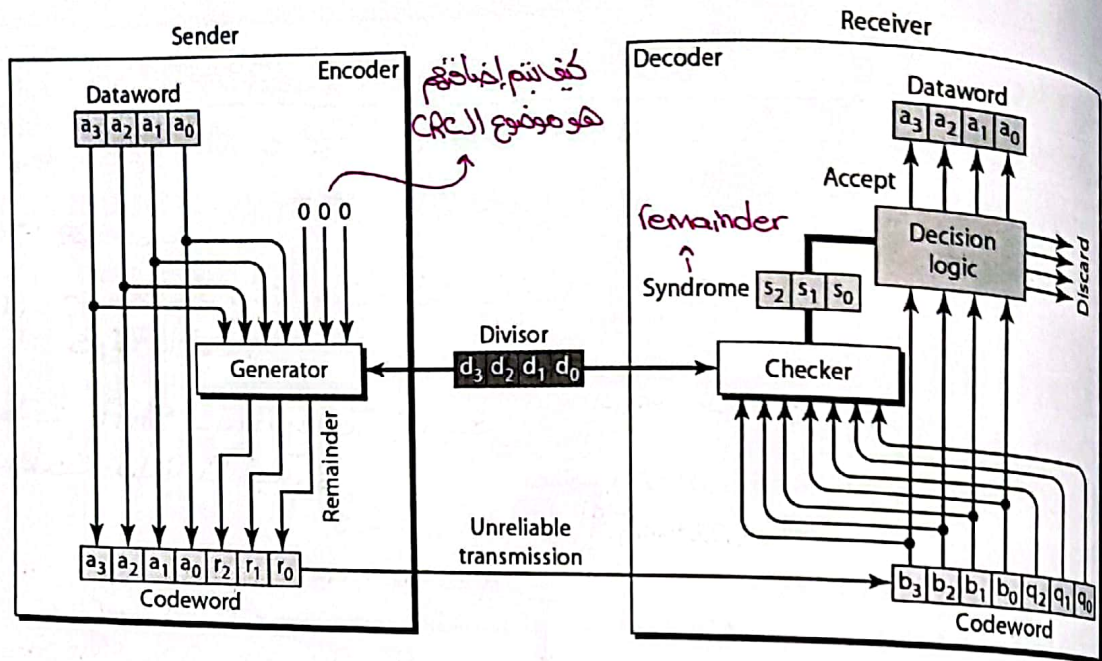 Sender
Encoder
Dataword
a3 a2 a1 a0
كيف تتم إضافتهم
هو موضوع الـ CRC
0 0 0
Generator
Remainder
a3 a2 a1 a0 r2 r1 r0
Codeword
Divisor
d3 d2 d1 d0
Unreliable
transmission
Receiver
Decoder
Dataword
a3 a2 a1 a0
Accept
Decision
logic
Discard
remainder
Syndrome s2 s1 s0
Checker
b3 b2 b1 b0 q2 q1 q0
Codeword